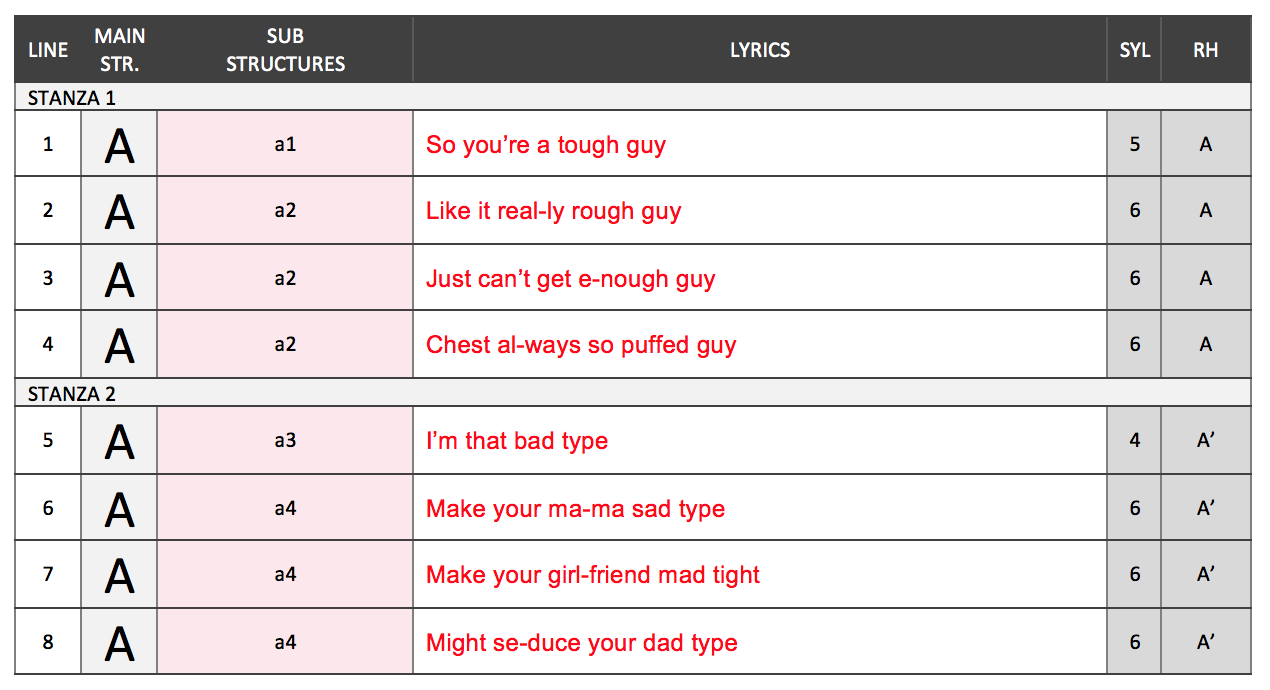 LINE MAIN STR. SUB STRUCTURES LYRICS SYL RH
STANZA 1
1 A a1 So you’re a tough guy 5 A
2 A a2 Like it real-ly rough guy 6 A
3 A a2 Just can’t get e-nough guy 6 A
4 A a2 Chest al-ways so puffed guy 6 A
STANZA 2
5 A a3 I’m that bad type 4 A’
6 A a4 Make your ma-ma sad type 6 A’
7 A a4 Make your girl-friend mad tight 6 A’
8 A a4 Might se-duce your dad type 6 A’